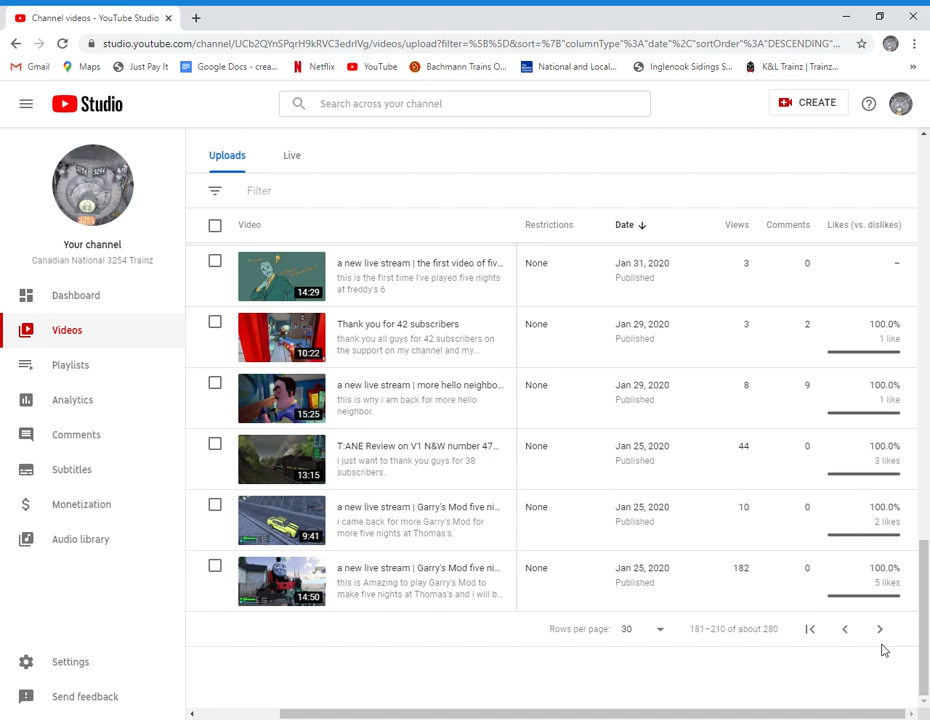 Channel videos - YouTube Studio
studio.youtube.com/channel/UCb2QYnSPqrH9kRVC3edrIVg/videos/upload?filter=%5B%5D&sort=%7B"columnType"%3A"date"%2C"sortOrder"%3A"DESCENDING"...
Gmail Maps Just Pay It Google Docs - crea... Netflix YouTube Bachmann Trains O... National and Local... Inglenook Sidings S... K&L Trainz | Trainz... »
Studio Search across your channel CREATE
Your channel
Canadian National 3254 Trainz
Dashboard
Videos
Playlists
Analytics
Comments
Subtitles
Monetization
Audio library
Settings
Send feedback
Uploads Live
Filter
Video Restrictions Date Views Comments Likes (vs. dislikes)
14:29 a new live stream | the first video of fiv... None Jan 31, 2020 3 0 –
this is the first time I've played five nights Published
at freddy's 6
10:22 Thank you for 42 subscribers None Jan 29, 2020 3 2 100.0%
thank you all guys for 42 subscribers on Published 1 like
the support on my channel and my...
15:25 a new live stream | more hello neighbo... None Jan 29, 2020 8 9 100.0%
this is why i am back for more hello Published 1 like
neighbor.
13:15 T:ANE Review on V1 N&W number 47... None Jan 25, 2020 44 0 100.0%
i just want to thank you guys for 38 Published 3 likes
subscribers.
9:41 a new live stream | Garry's Mod five ni... None Jan 25, 2020 10 0 100.0%
i came back for more Garry's Mod for Published 2 likes
more five nights at Thomas's.
14:50 a new live stream | Garry's Mod five ni... None Jan 25, 2020 182 0 100.0%
this is Amazing to play Garry's Mod to Published 5 likes
make five nights at Thomas's and i will b...
Rows per page: 30 181–210 of about 280